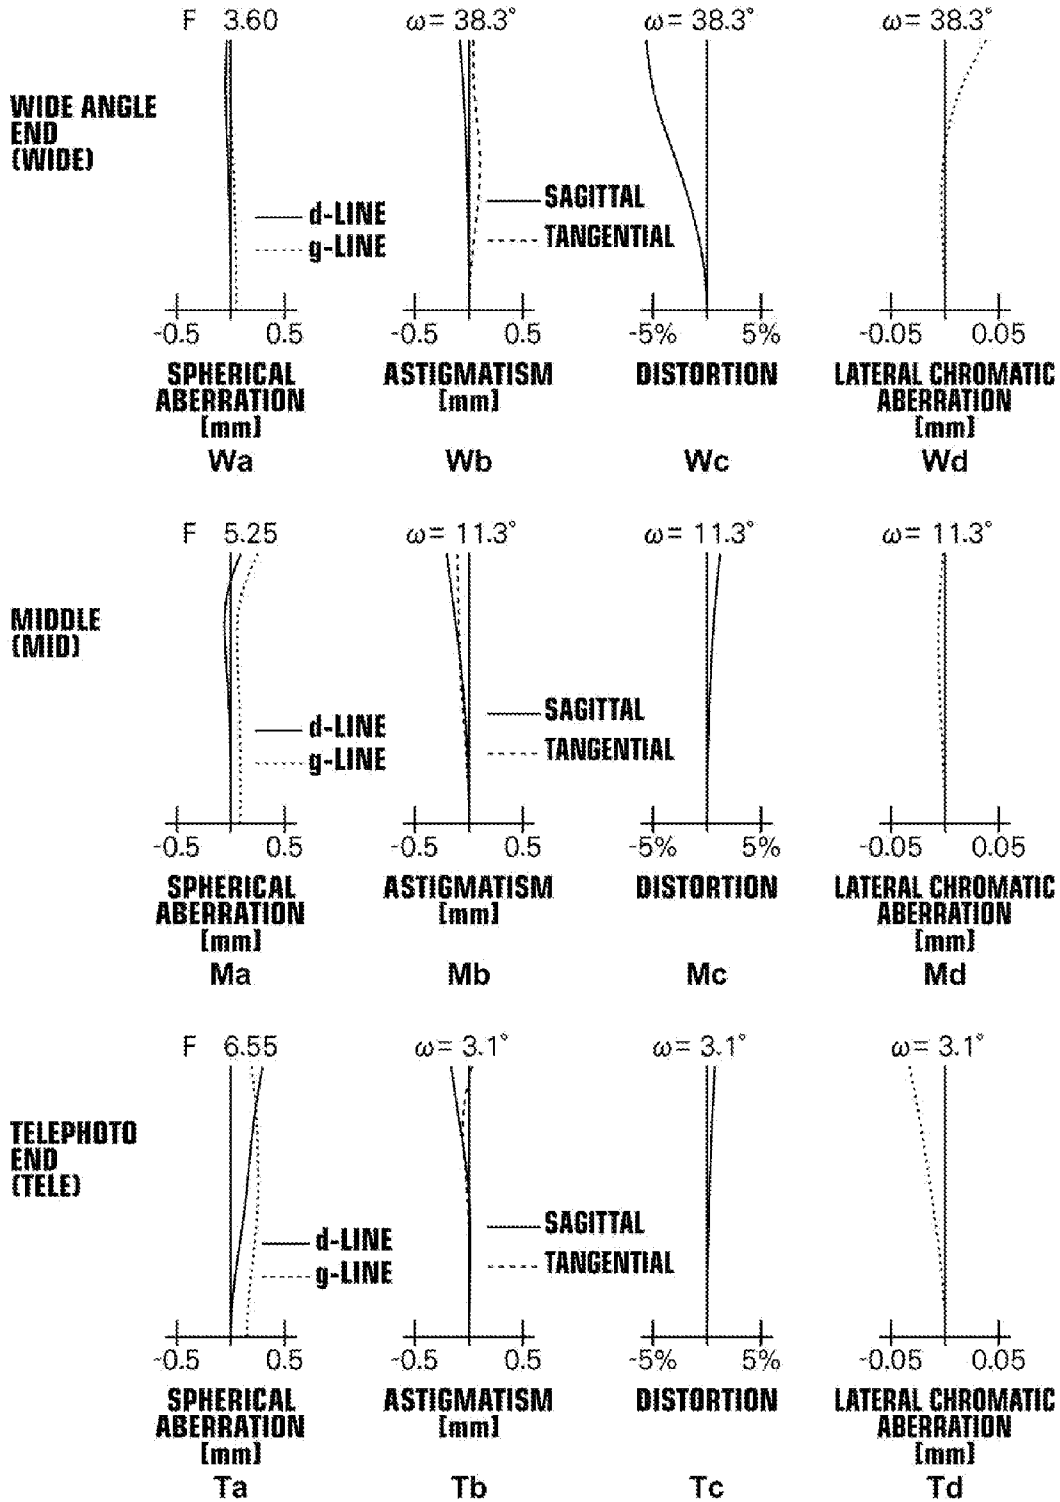 F 3.60
ω= 38.3°
ω= 38.3°
ω= 38.3°
WIDE ANGLE
END
(WIDE)
d-LINE
g-LINE
SAGITTAL
TANGENTIAL
-0.5 0.5
-0.5 0.5
-5% 5%
-0.05 0.05
SPHERICAL
ABERRATION
[mm]
ASTIGMATISM
[mm]
DISTORTION
LATERAL CHROMATIC
ABERRATION
[mm]
Wa
Wb
Wc
Wd
F 5.25
ω= 11.3°
ω= 11.3°
ω= 11.3°
MIDDLE
(MID)
d-LINE
g-LINE
SAGITTAL
TANGENTIAL
-0.5 0.5
-0.5 0.5
-5% 5%
-0.05 0.05
SPHERICAL
ABERRATION
[mm]
ASTIGMATISM
[mm]
DISTORTION
LATERAL CHROMATIC
ABERRATION
[mm]
Ma
Mb
Mc
Md
F 6.55
ω= 3.1°
ω= 3.1°
ω= 3.1°
TELEPHOTO
END
(TELE)
d-LINE
g-LINE
SAGITTAL
TANGENTIAL
-0.5 0.5
-0.5 0.5
-5% 5%
-0.05 0.05
SPHERICAL
ABERRATION
[mm]
ASTIGMATISM
[mm]
DISTORTION
LATERAL CHROMATIC
ABERRATION
[mm]
Ta
Tb
Tc
Td